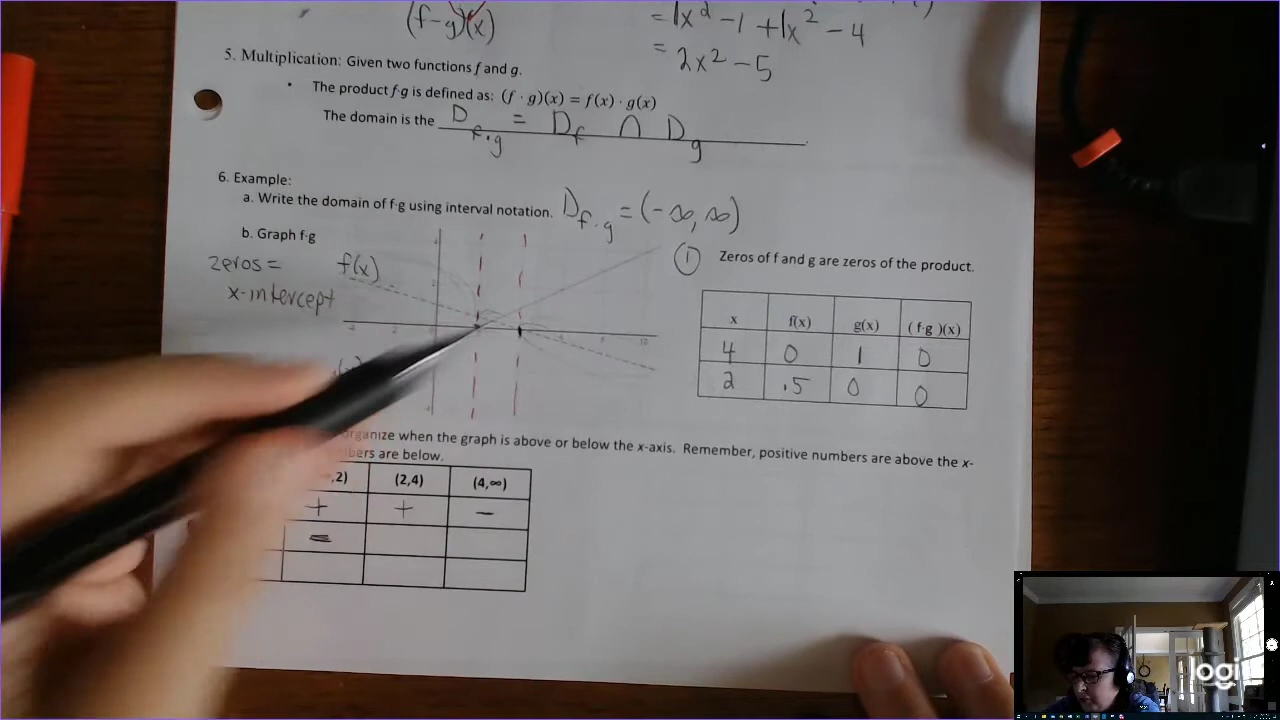 (f-g)(x)
= 1x² - 1 + 1x² - 4
= 2x² - 5
5. Multiplication: Given two functions f and g.
• The product f·g is defined as: (f · g)(x) = f(x) · g(x)
The domain is the D f·g = D f ∩ D g
6. Example:
a. Write the domain of f·g using interval notation. D f·g = (-∞, ∞)
b. Graph f·g
zeros =
x-intercept
f(x)
① Zeros of f and g are zeros of the product.
x f(x) g(x) (f·g)(x)
4 0 1 0
2 .5 0 0
organize when the graph is above or below the x-axis. Remember, positive numbers are above the x-
are below.
,2) (2,4) (4,∞)
+ + -
logi